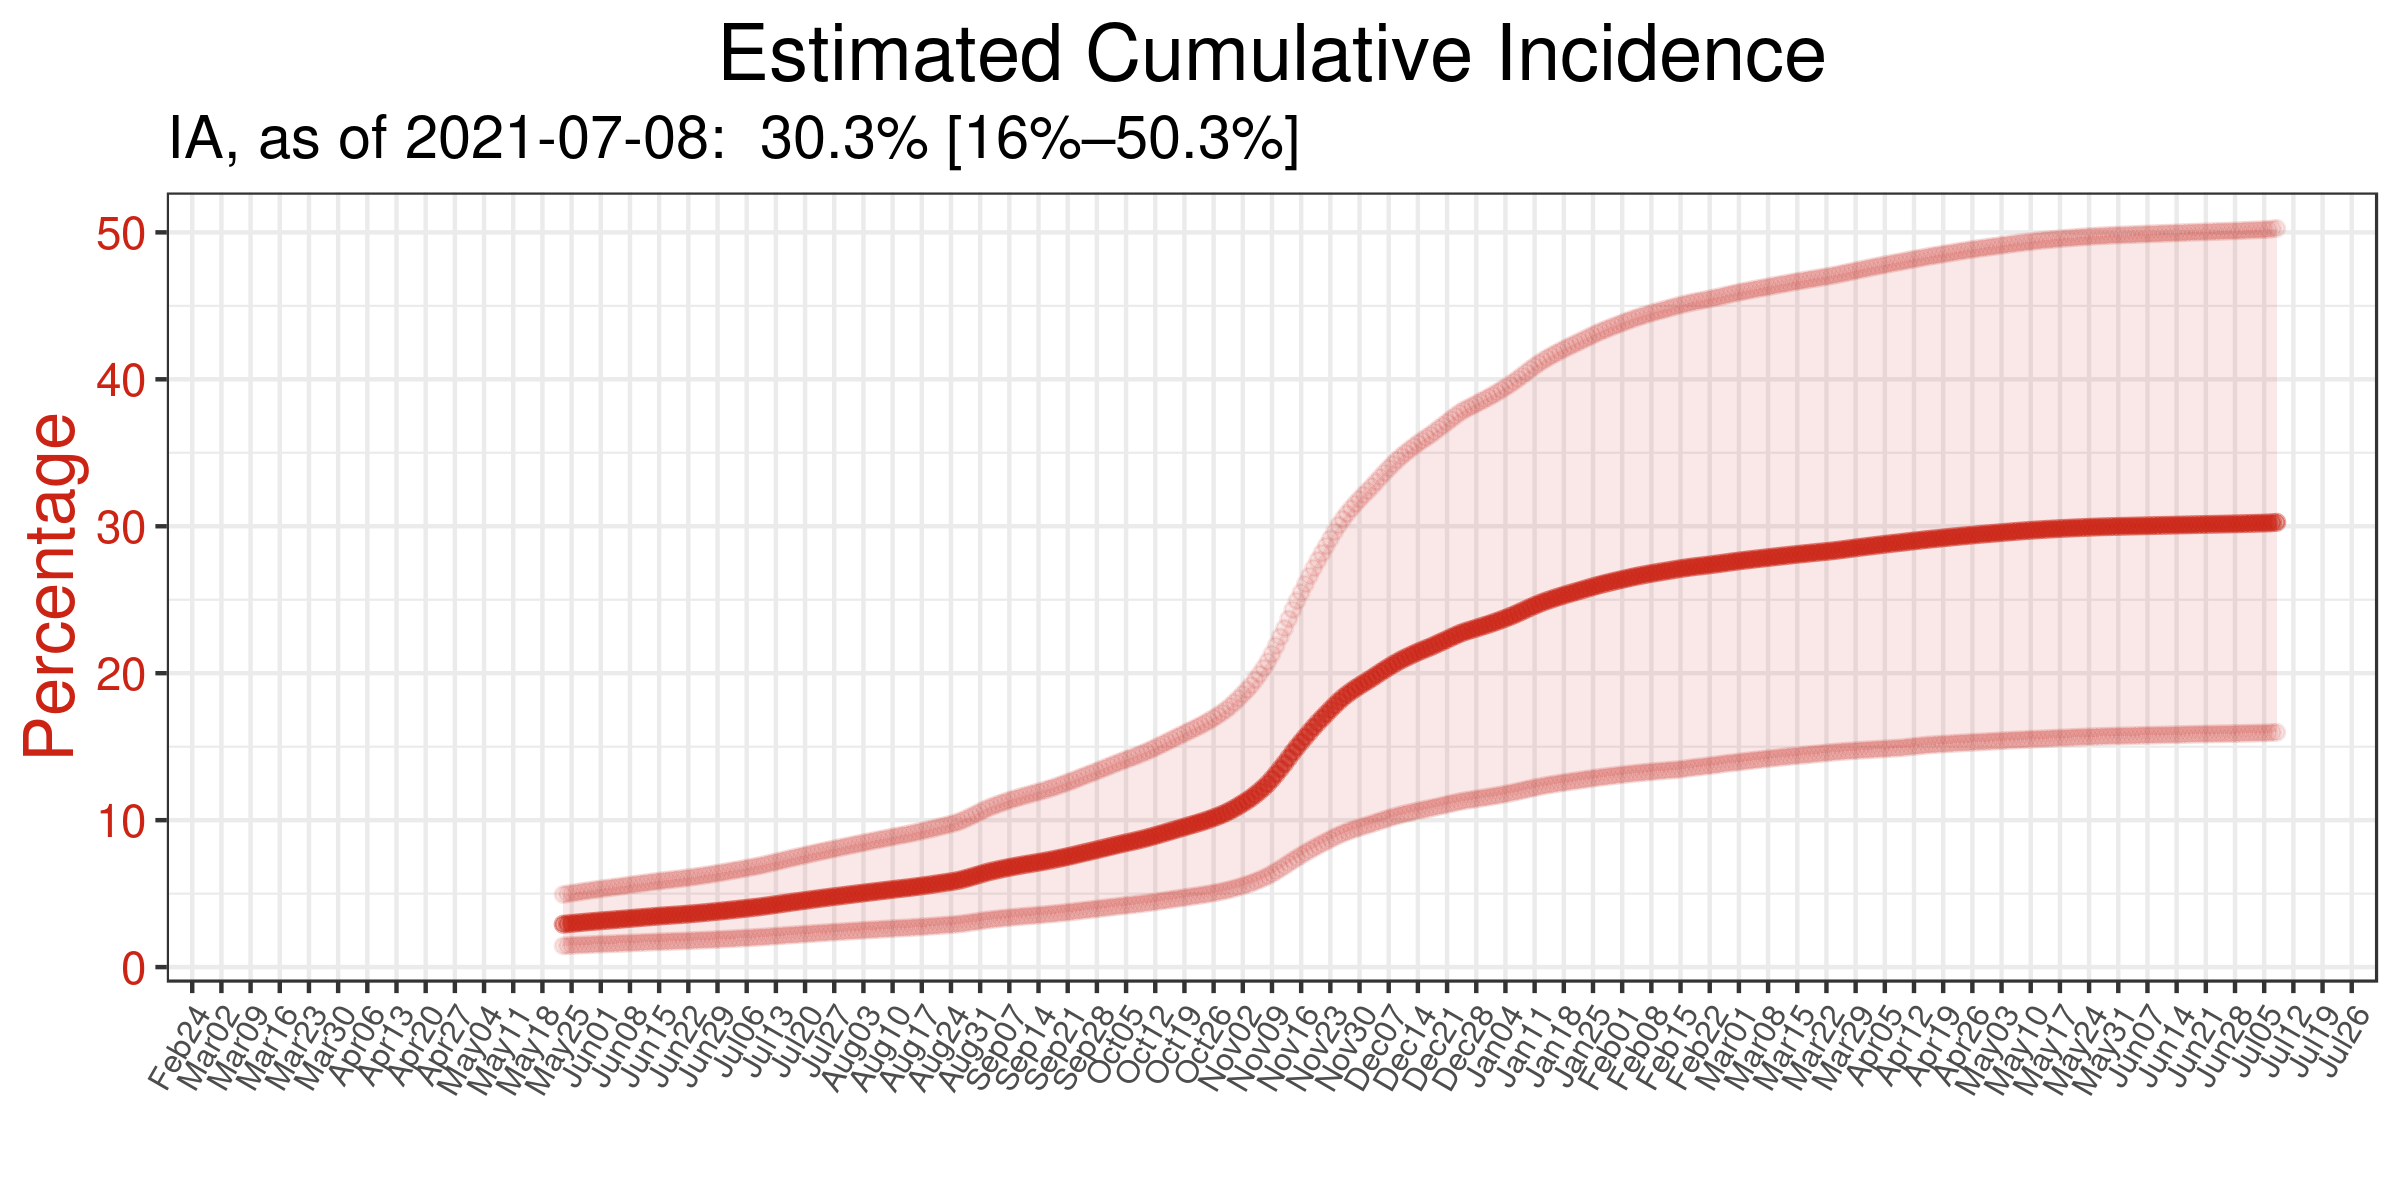 Estimated Cumulative Incidence
IA, as of 2021-07-08:  30.3% [16%–50.3%]
Percentage
50
40
30
20
10
0
Feb24
Mar02
Mar09
Mar16
Mar23
Mar30
Apr06
Apr13
Apr20
Apr27
May04
May11
May18
May25
Jun01
Jun08
Jun15
Jun22
Jun29
Jul06
Jul13
Jul20
Jul27
Aug03
Aug10
Aug17
Aug24
Aug31
Sep07
Sep14
Sep21
Sep28
Oct05
Oct12
Oct19
Oct26
Nov02
Nov09
Nov16
Nov23
Nov30
Dec07
Dec14
Dec21
Dec28
Jan04
Jan11
Jan18
Jan25
Feb01
Feb08
Feb15
Feb22
Mar01
Mar08
Mar15
Mar22
Mar29
Apr05
Apr12
Apr19
Apr26
May03
May10
May17
May24
May31
Jun07
Jun14
Jun21
Jun28
Jul05
Jul12
Jul19
Jul26